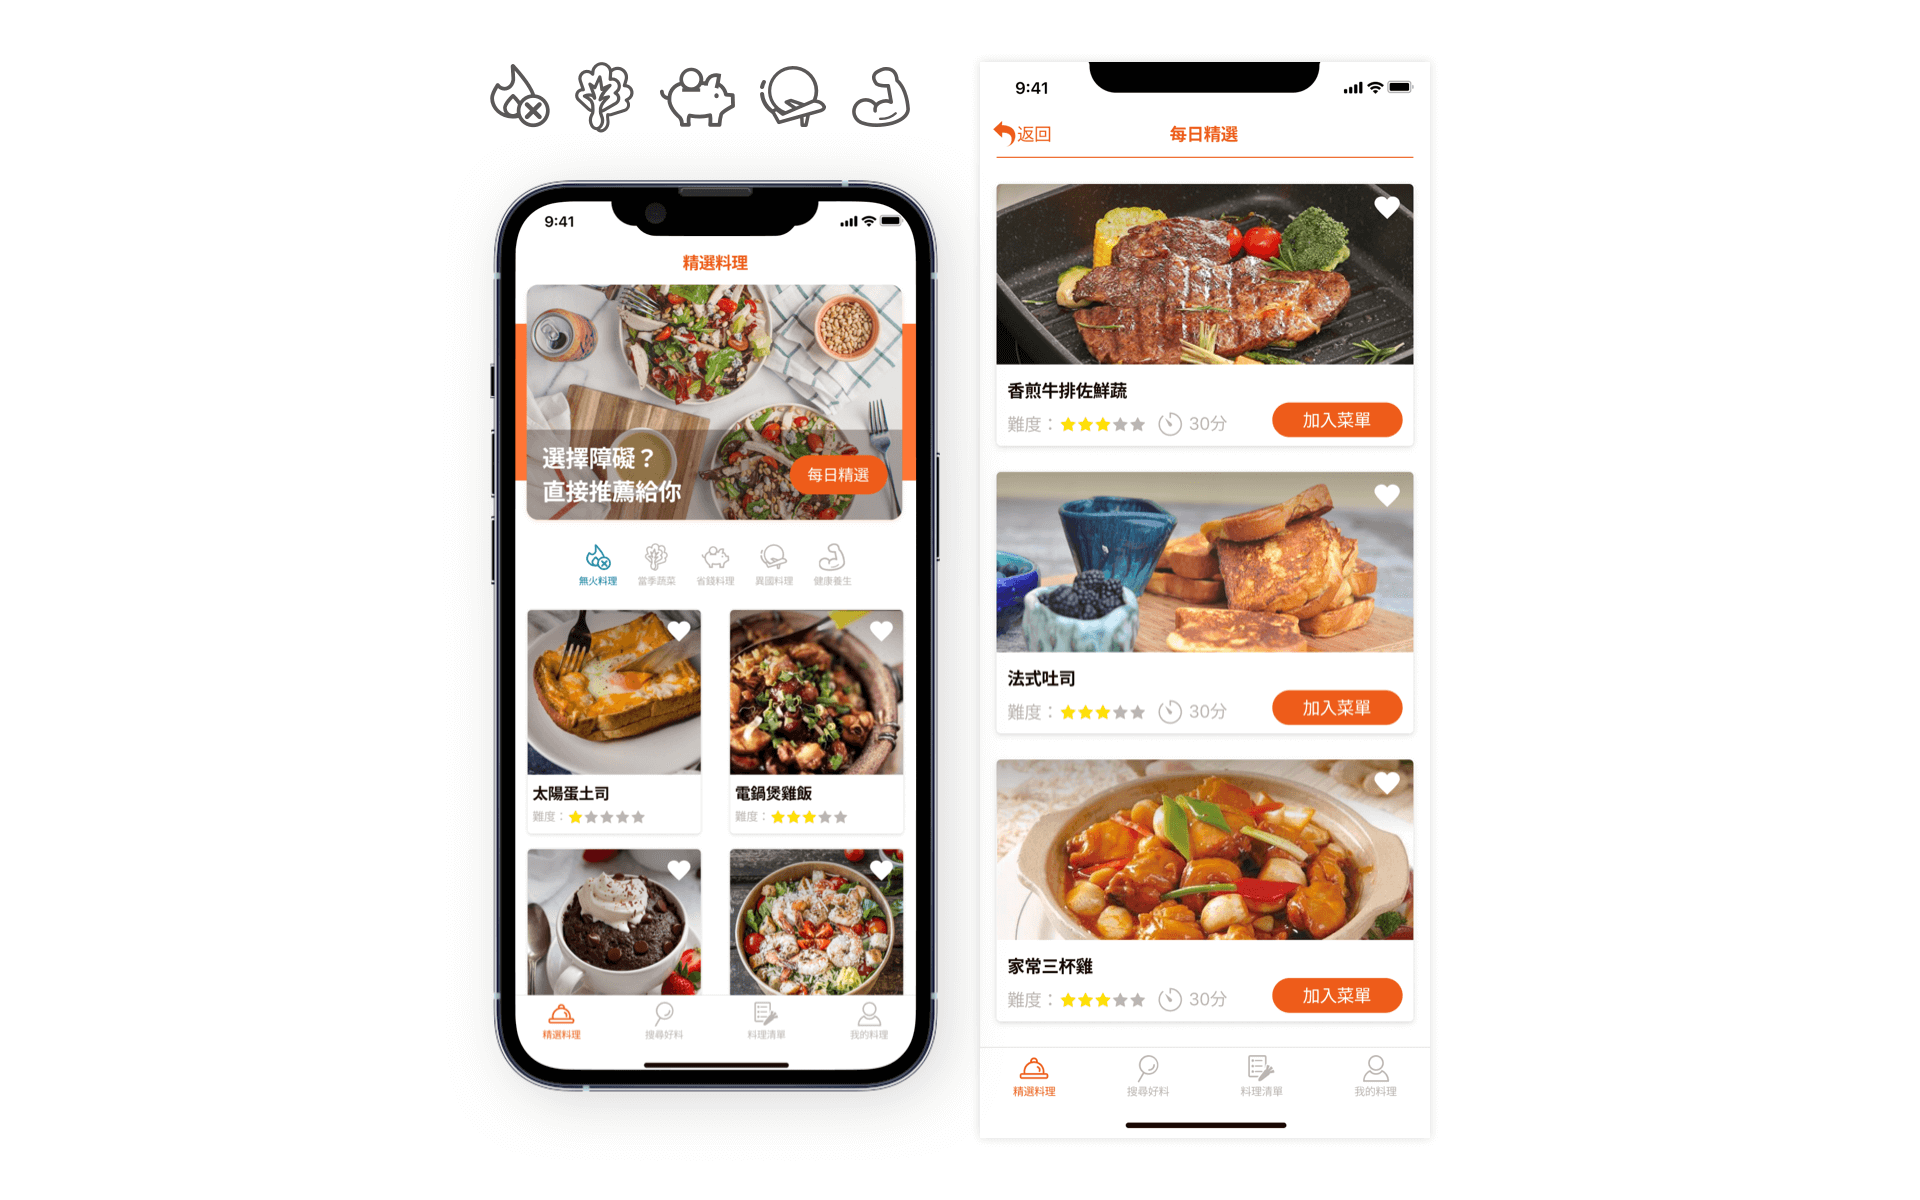 9:41
精選料理
選擇障礙？
直接推薦給你
每日精選
無火料理
當季蔬菜
省錢料理
異國料理
健康養生
太陽蛋土司
難度：
電鍋煲雞飯
難度：
精選料理
搜尋好料
料理清單
我的料理
9:41
返回
每日精選
香煎牛排佐鮮蔬
難度：
30分
加入菜單
法式吐司
難度：
30分
加入菜單
家常三杯雞
難度：
30分
加入菜單
精選料理
搜尋好料
料理清單
我的料理